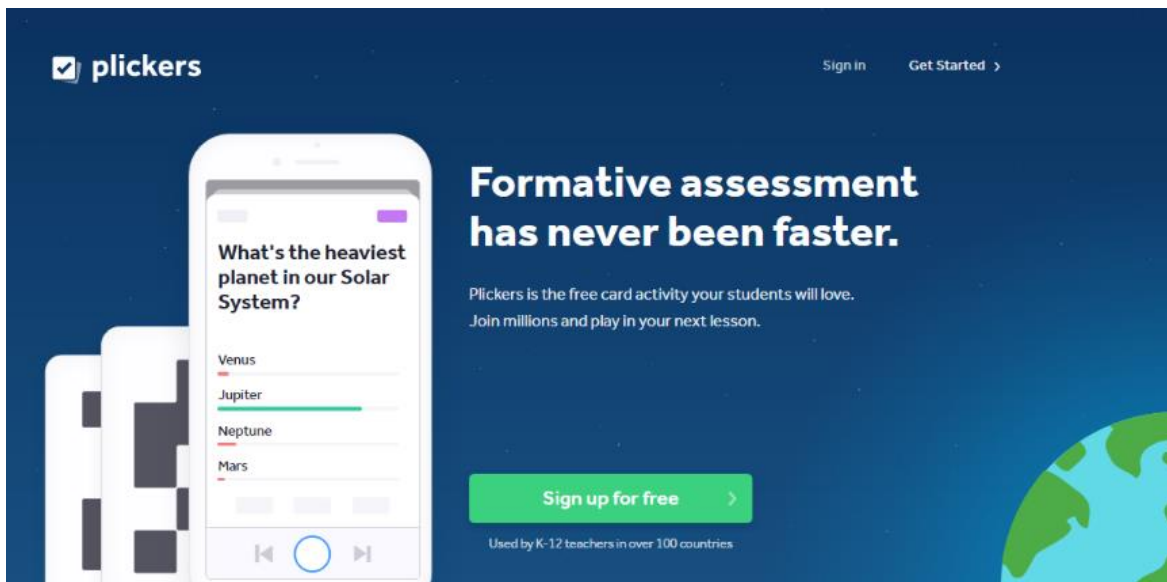 plickers
Sign in
Get Started >
Formative assessment
has never been faster.
Plickers is the free card activity your students will love.
Join millions and play in your next lesson.
What's the heaviest
planet in our Solar
System?
Venus
Jupiter
Neptune
Mars
Sign up for free >
Used by K-12 teachers in over 100 countries